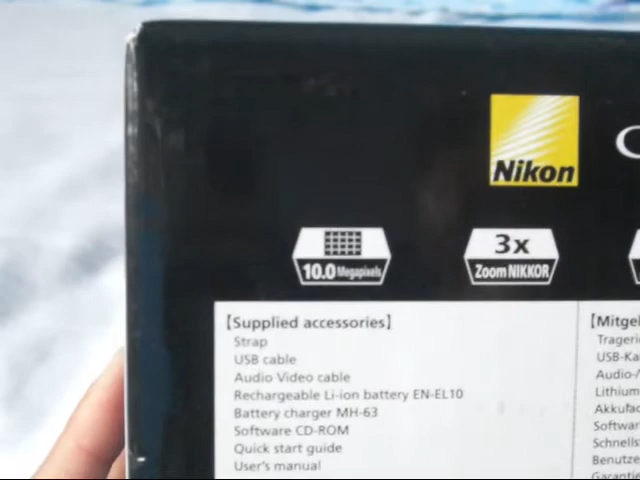 Nikon
10.0 Megapixels
3x
Zoom NIKKOR
[Supplied accessories]
Strap
USB cable
Audio Video cable
Rechargeable Li-ion battery EN-EL10
Battery charger MH-63
Software CD-ROM
Quick start guide
User's manual